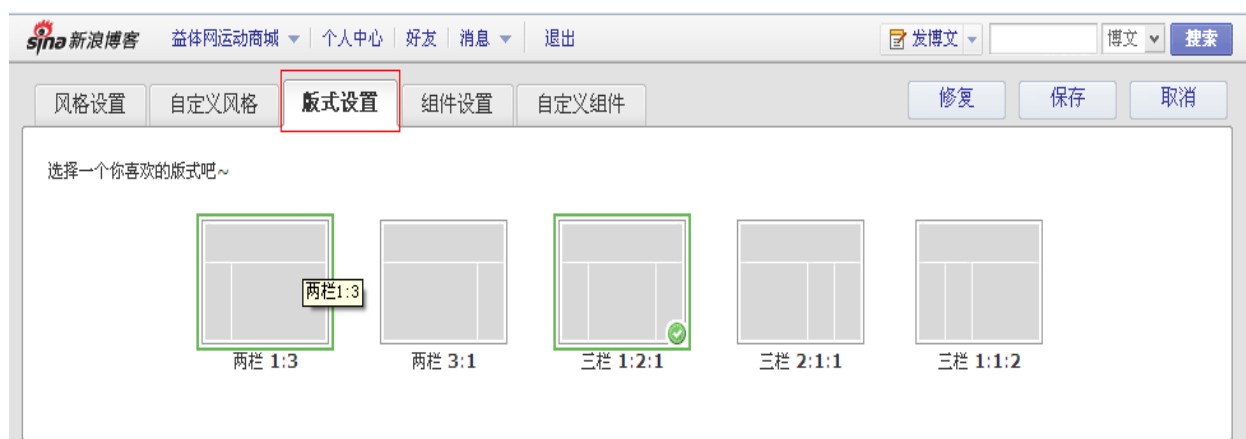 sina 新浪博客 益体网运动商城 个人中心 好友 消息 退出 发博文 博文 搜索
风格设置 自定义风格 版式设置 组件设置 自定义组件 修复 保存 取消
选择一个你喜欢的版式吧~
两栏1:3
两栏 1:3 两栏 3:1 三栏 1:2:1 三栏 2:1:1 三栏 1:1:2